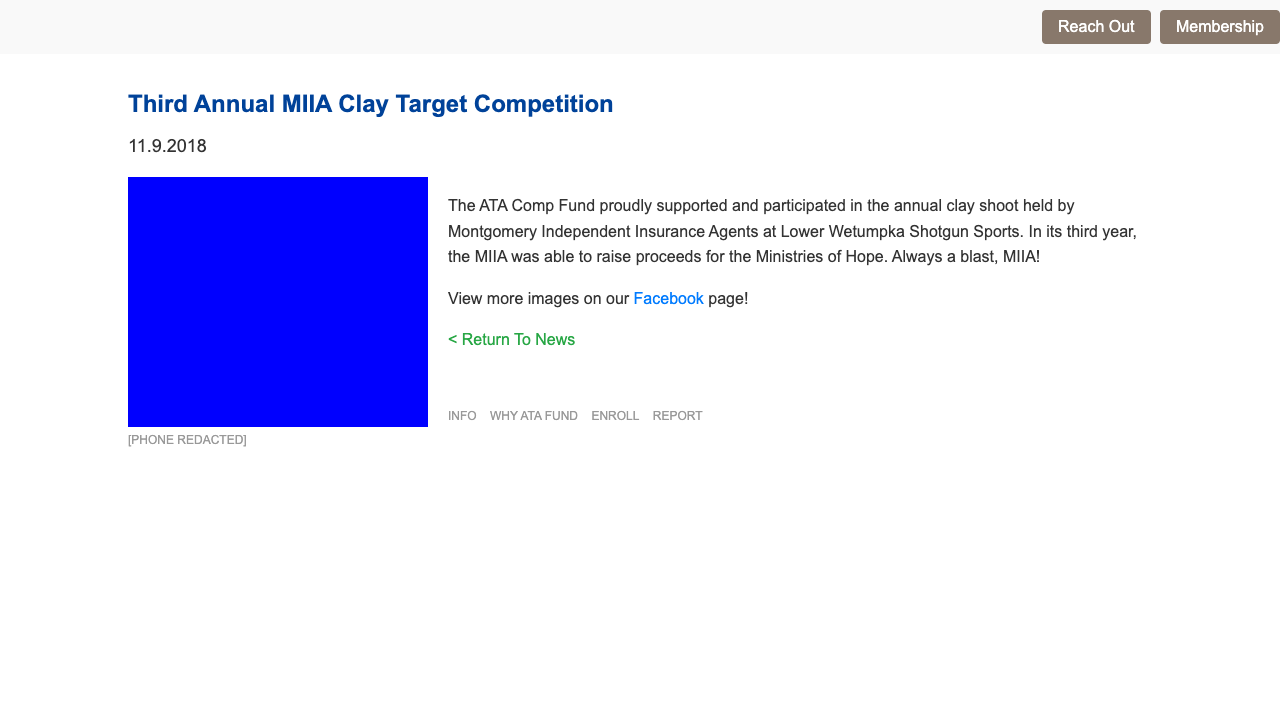 Reach Out Membership
Third Annual MIIA Clay Target Competition
11.9.2018
The ATA Comp Fund proudly supported and participated in the annual clay shoot held by
Montgomery Independent Insurance Agents at Lower Wetumpka Shotgun Sports. In its third year,
the MIIA was able to raise proceeds for the Ministries of Hope. Always a blast, MIIA!
View more images on our Facebook page!
< Return To News
INFO WHY ATA FUND ENROLL REPORT
[PHONE REDACTED]